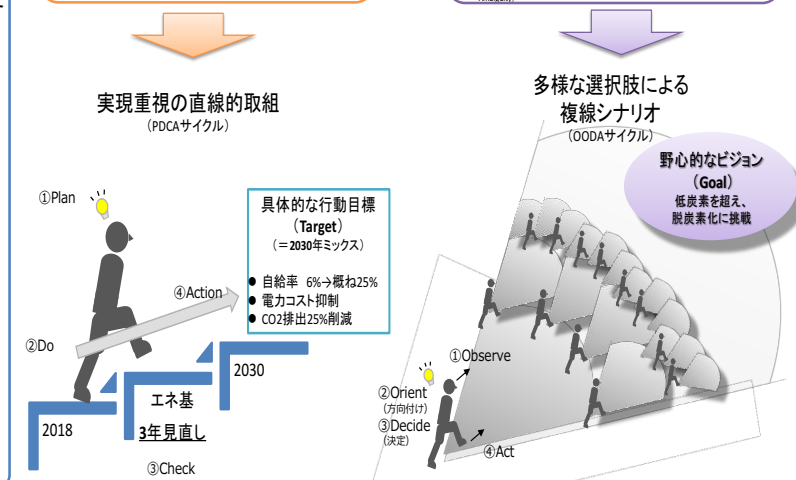 実現重視の直線的取組
（PDCAサイクル）
①Plan
②Do
④Action
具体的な行動目標
（Target）
（＝2030年ミックス）
● 自給率 6%→概ね25%
● 電力コスト抑制
● CO2排出25%削減
2018
エネ基
3年見直し
2030
③Check
多様な選択肢による
複線シナリオ
（OODAサイクル）
野心的なビジョン
（Goal）
低炭素を超え、
脱炭素化に挑戦
①Observe
②Orient
（方向付け）
③Decide
（決定）
④Act